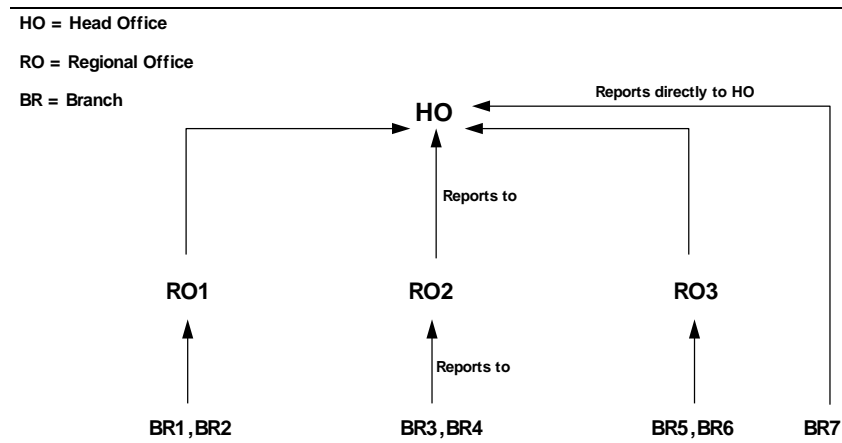 HO = Head Office
RO = Regional Office
BR = Branch
Reports directly to HO
HO
Reports to
RO1 RO2 RO3
Reports to
BR1,BR2 BR3,BR4 BR5,BR6 BR7